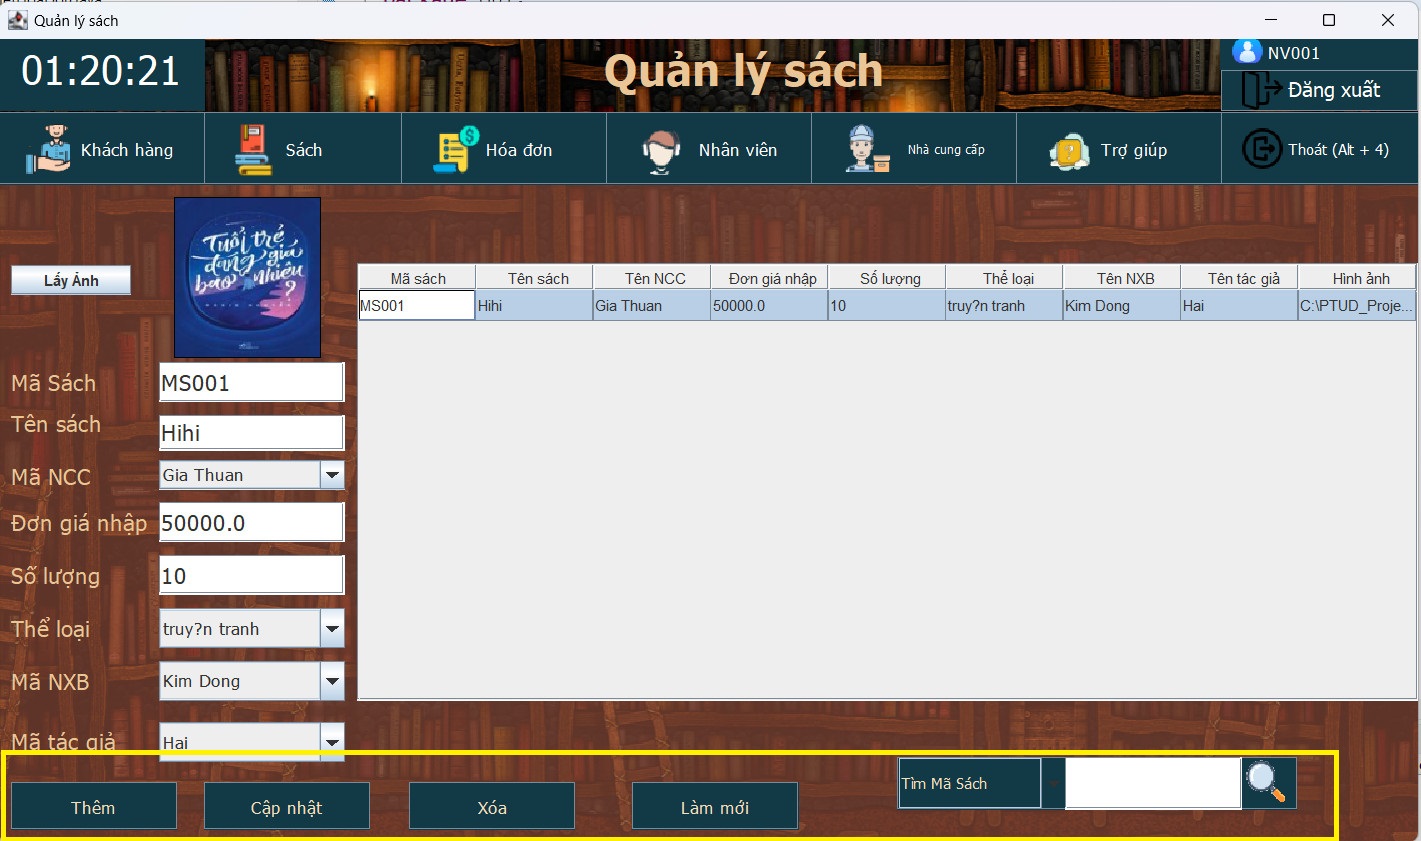 Quản lý sách
01:20:21
Quản lý sách
NV001
Đăng xuất
Khách hàng
Sách
Hóa đơn
Nhân viên
Nhà cung cấp
Trợ giúp
Thoát (Alt + 4)
Tuổi trẻ
đáng giá
bao nhiêu?
Lấy Ảnh
Mã Sách MS001
Tên sách Hihi
Mã NCC Gia Thuan
Đơn giá nhập 50000.0
Số lượng 10
Thể loại truy?n tranh
Mã NXB Kim Dong
Mã tác giả Hai
Mã sách Tên sách Tên NCC Đơn giá nhập Số lượng Thể loại Tên NXB Tên tác giả Hình ảnh
MS001 Hihi Gia Thuan 50000.0 10 truy?n tranh Kim Dong Hai C:\PTUD_Proje...
Tìm Mã Sách
Thêm
Cập nhật
Xóa
Làm mới